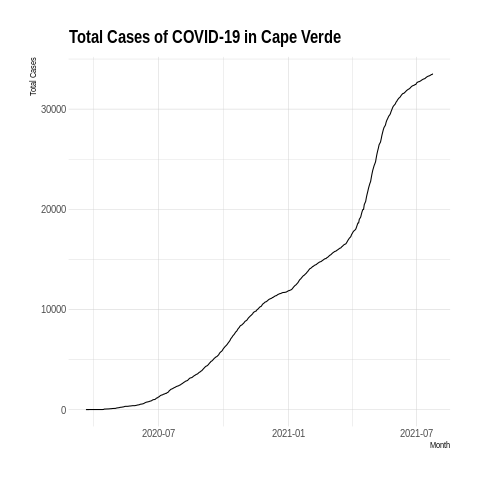 Total Cases of COVID-19 in Cape Verde
Total Cases
30000
20000
10000
0
2020-07
2021-01
2021-07
Month